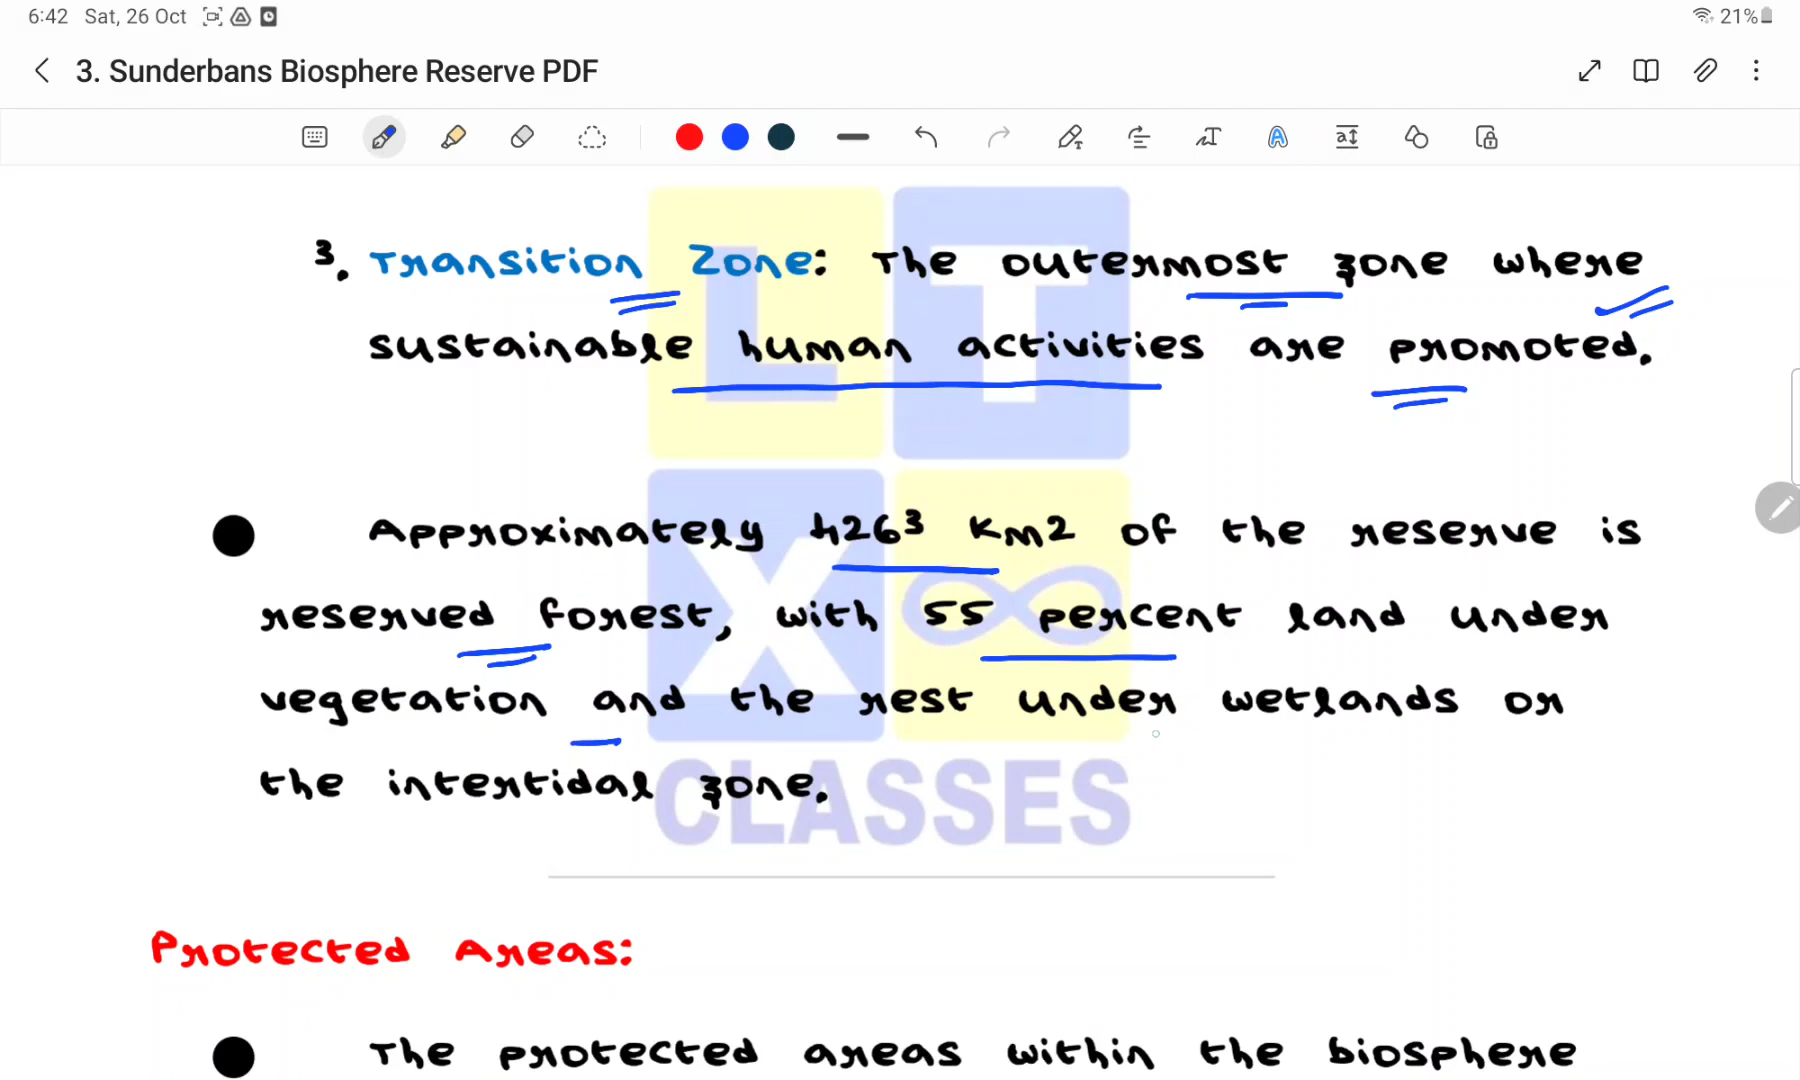 6:42 Sat, 26 Oct 21%
3. Sunderbans Biosphere Reserve PDF
3. Transition Zone: The outermost zone where
sustainable human activities are promoted.
Approximately 4263 Km2 of the reserve is
reserved forest, with 55 percent land under
vegetation and the rest under wetlands or
the intertidal zone.
LTX CLASSES
Protected Areas:
The protected areas within the biosphere